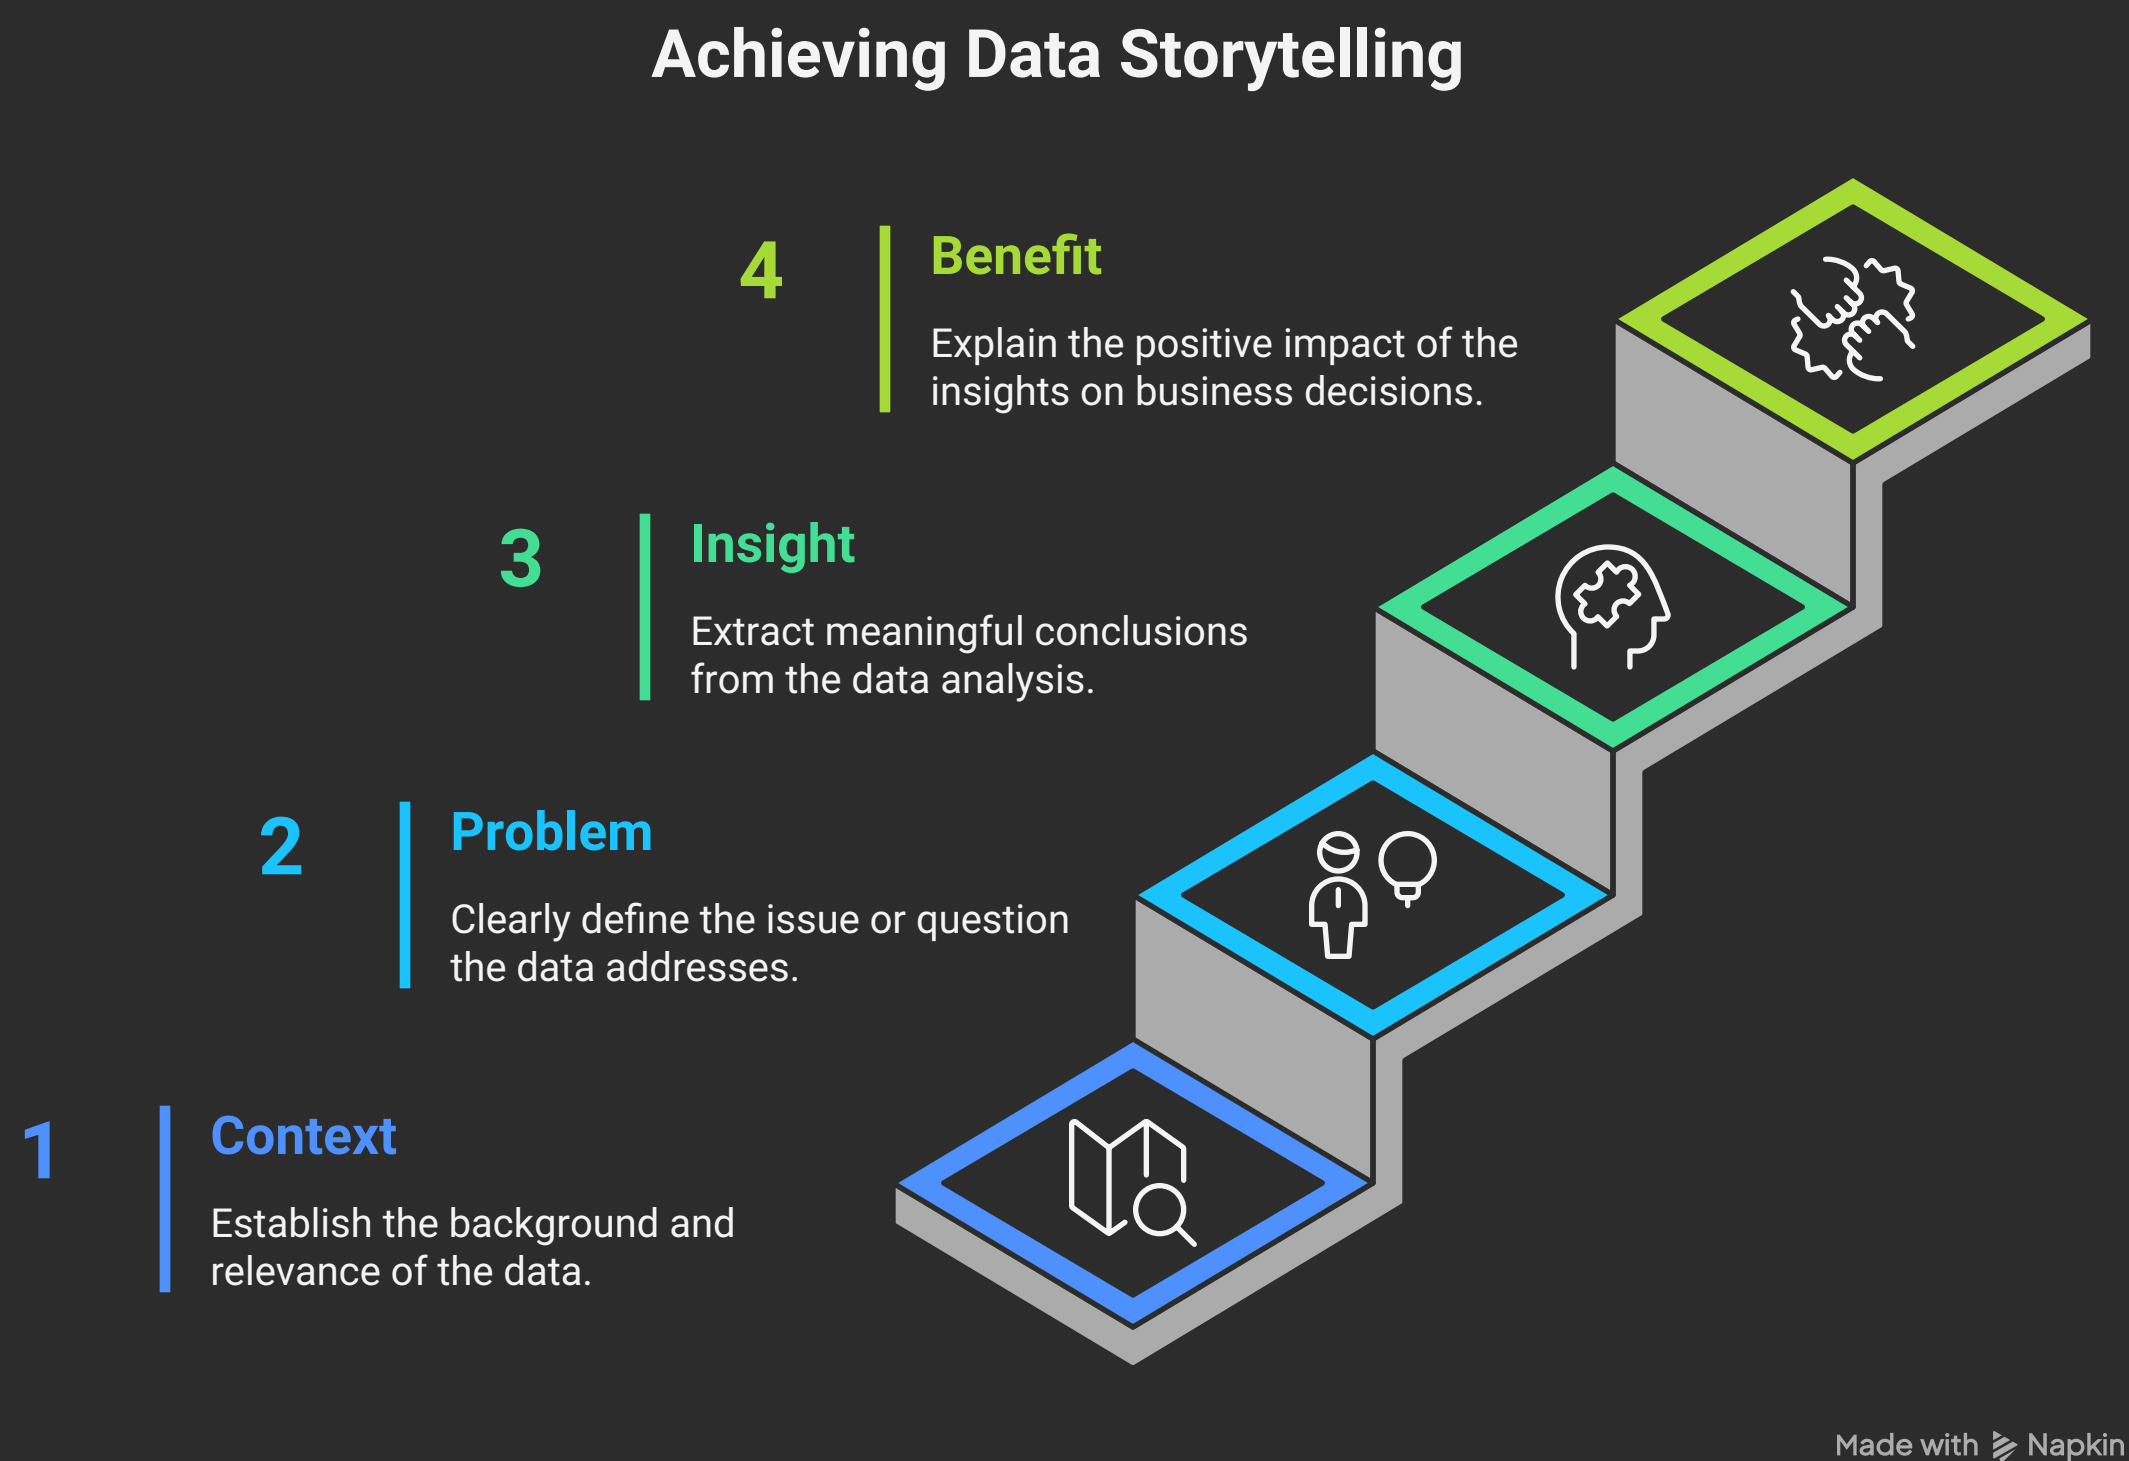 Achieving Data Storytelling
4
Benefit
Explain the positive impact of the
insights on business decisions.
3
Insight
Extract meaningful conclusions
from the data analysis.
2
Problem
Clearly define the issue or question
the data addresses.
1
Context
Establish the background and
relevance of the data.
Made with Napkin